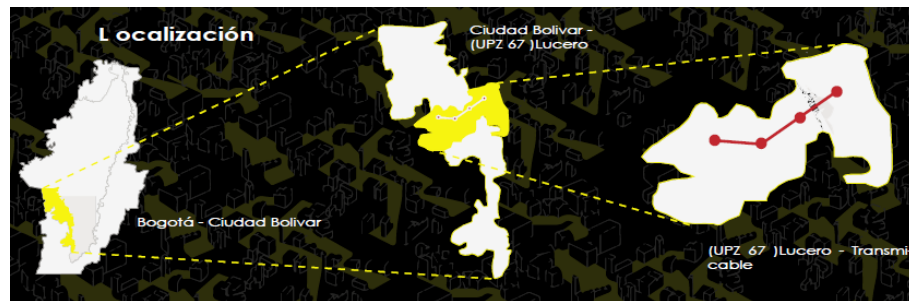 L ocalización
Ciudad Bolivar -
(UPZ 67 )Lucero
Bogotá - Ciudad Bolivar
(UPZ 67 )Lucero - Transmi
cable